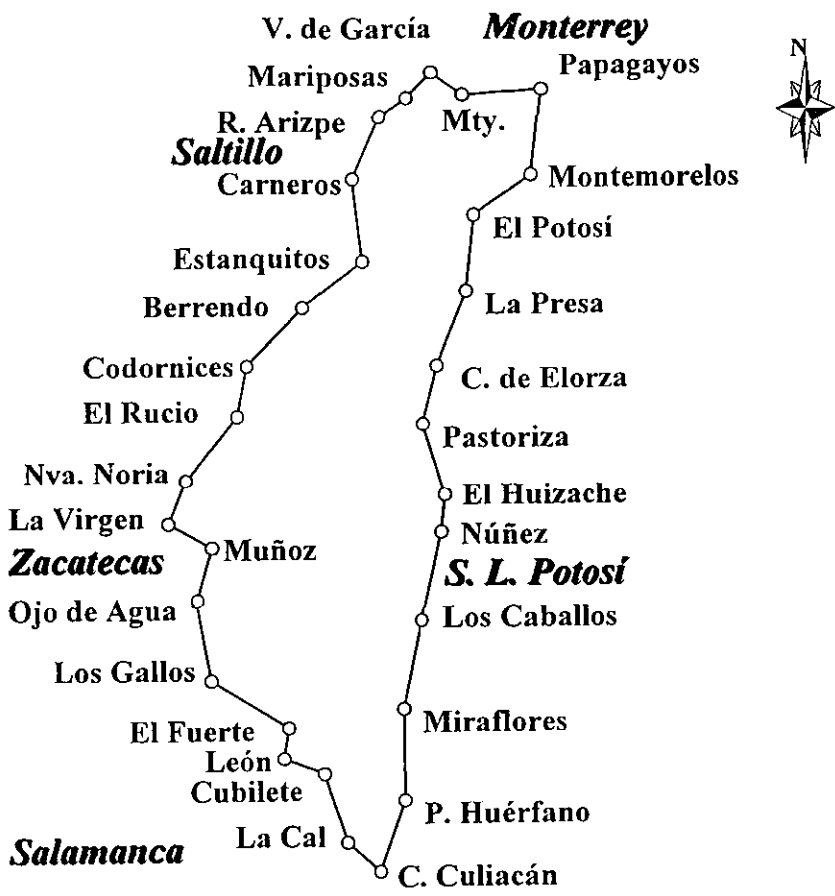 V. de García
Monterrey
N
Mariposas
Papagayos
R. Arizpe
Mty.
Saltillo
Carneros
Montemorelos
El Potosí
Estanquitos
La Presa
Berrendo
Codornices
C. de Elorza
El Rucio
Pastoriza
Nva. Noria
El Huizache
La Virgen
Núñez
Muñoz
Zacatecas
S. L. Potosí
Ojo de Agua
Los Caballos
Los Gallos
Miraflores
El Fuerte
León
Cubilete
P. Huérfano
La Cal
Salamanca
C. Culiacán